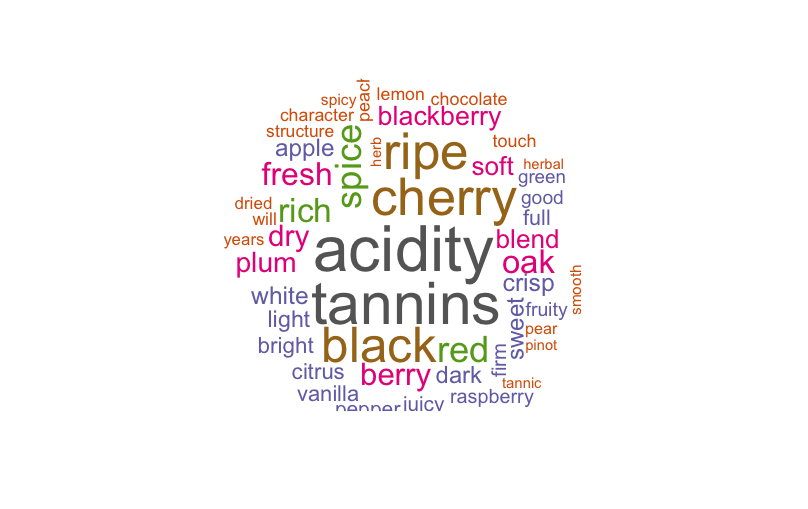 spicy
peach
lemon
chocolate
character
blackberry
structure
apple
spice
herb
ripe
touch
fresh
soft
herbal
green
cherry
dried
rich
good
will
full
years
dry
acidity
blend
plum
oak
crisp
smooth
white
tannins
sweet
fruity
light
pear
bright
black
red
firm
pinot
citrus
berry
dark
tannic
vanilla
raspberry
pepper
juicy